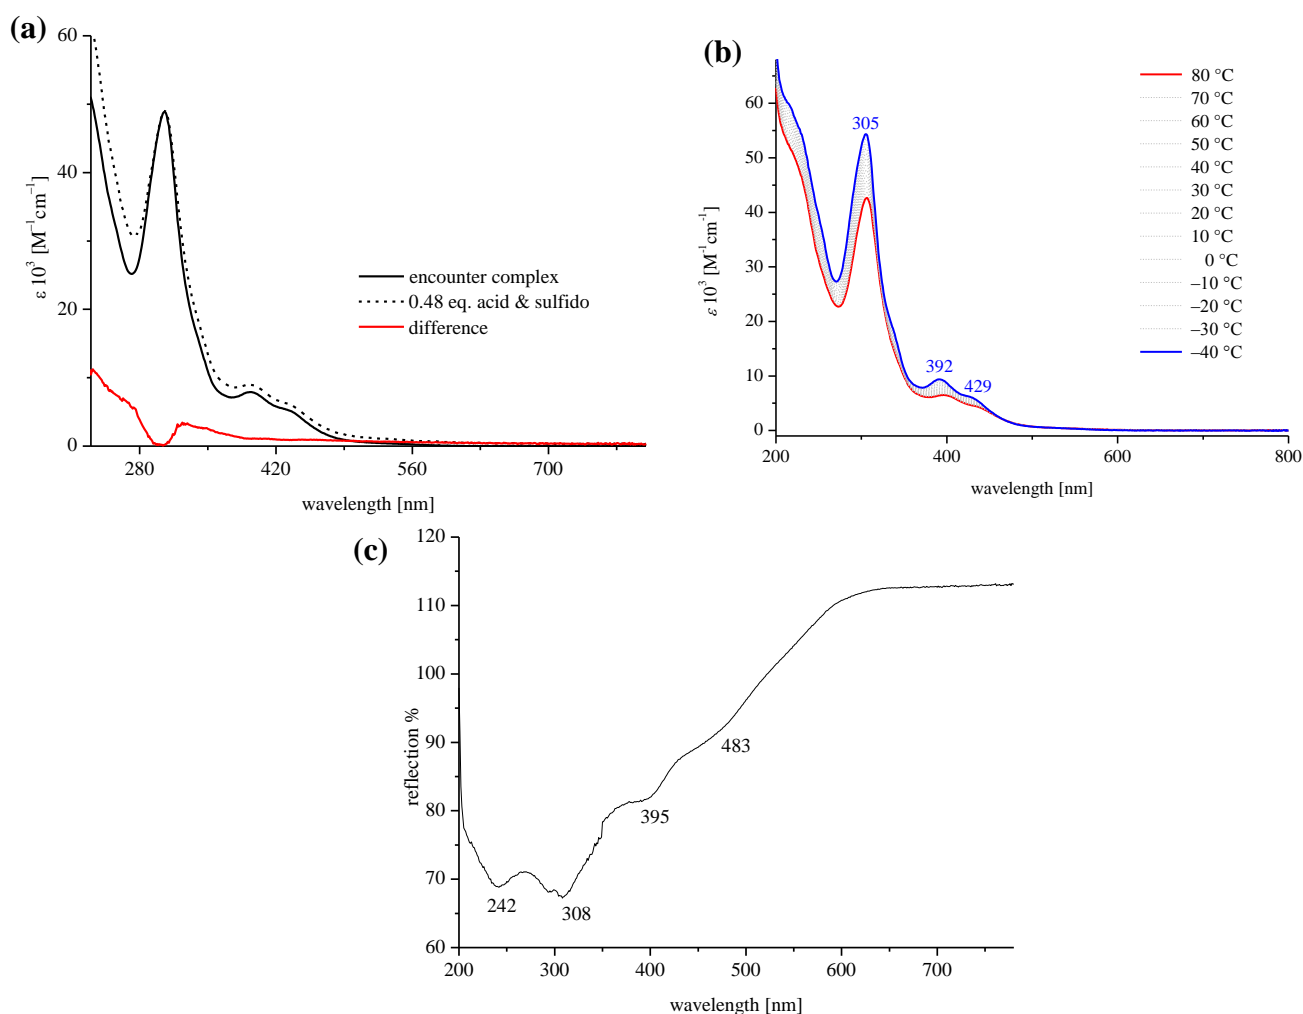 (a)
60
40
20
0
ε 10³ [M⁻¹cm⁻¹]
280
420
560
700
wavelength [nm]
encounter complex
0.48 eq. acid & sulfido
difference
(b)
60
50
40
30
20
10
0
ε 10³ [M⁻¹cm⁻¹]
305
392
429
200
400
600
800
wavelength [nm]
80 °C
70 °C
60 °C
50 °C
40 °C
30 °C
20 °C
10 °C
0 °C
–10 °C
–20 °C
–30 °C
–40 °C
(c)
120
110
100
90
80
70
60
reflection %
242
308
395
483
200
300
400
500
600
700
wavelength [nm]